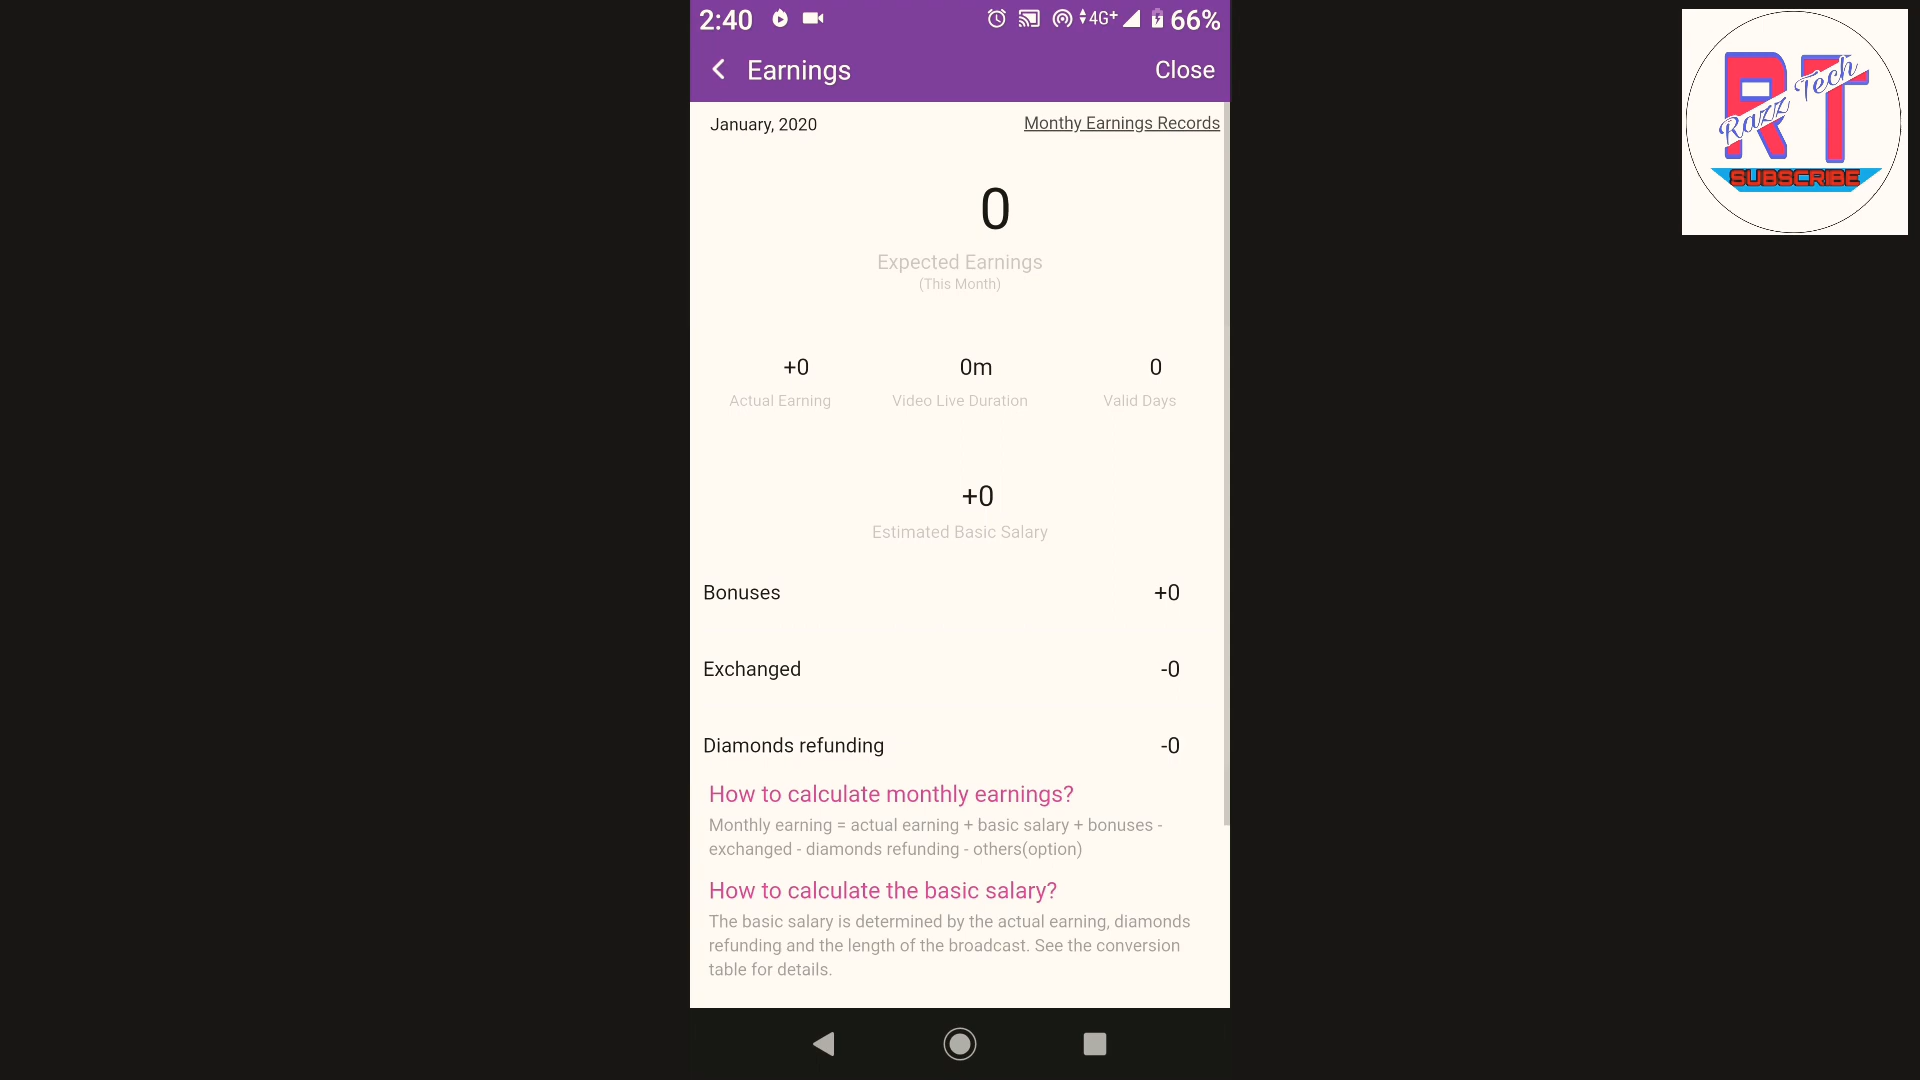 2:40 4G+ 66%
Earnings Close
January, 2020 Monthy Earnings Records
0
Expected Earnings
(This Month)
+0 0m 0
Actual Earning Video Live Duration Valid Days
+0
Estimated Basic Salary
Bonuses +0
Exchanged -0
Diamonds refunding -0
How to calculate monthly earnings?
Monthly earning = actual earning + basic salary + bonuses -
exchanged - diamonds refunding - others(option)
How to calculate the basic salary?
The basic salary is determined by the actual earning, diamonds
refunding and the length of the broadcast. See the conversion
table for details.
RT
Razz Tech
SUBSCRIBE